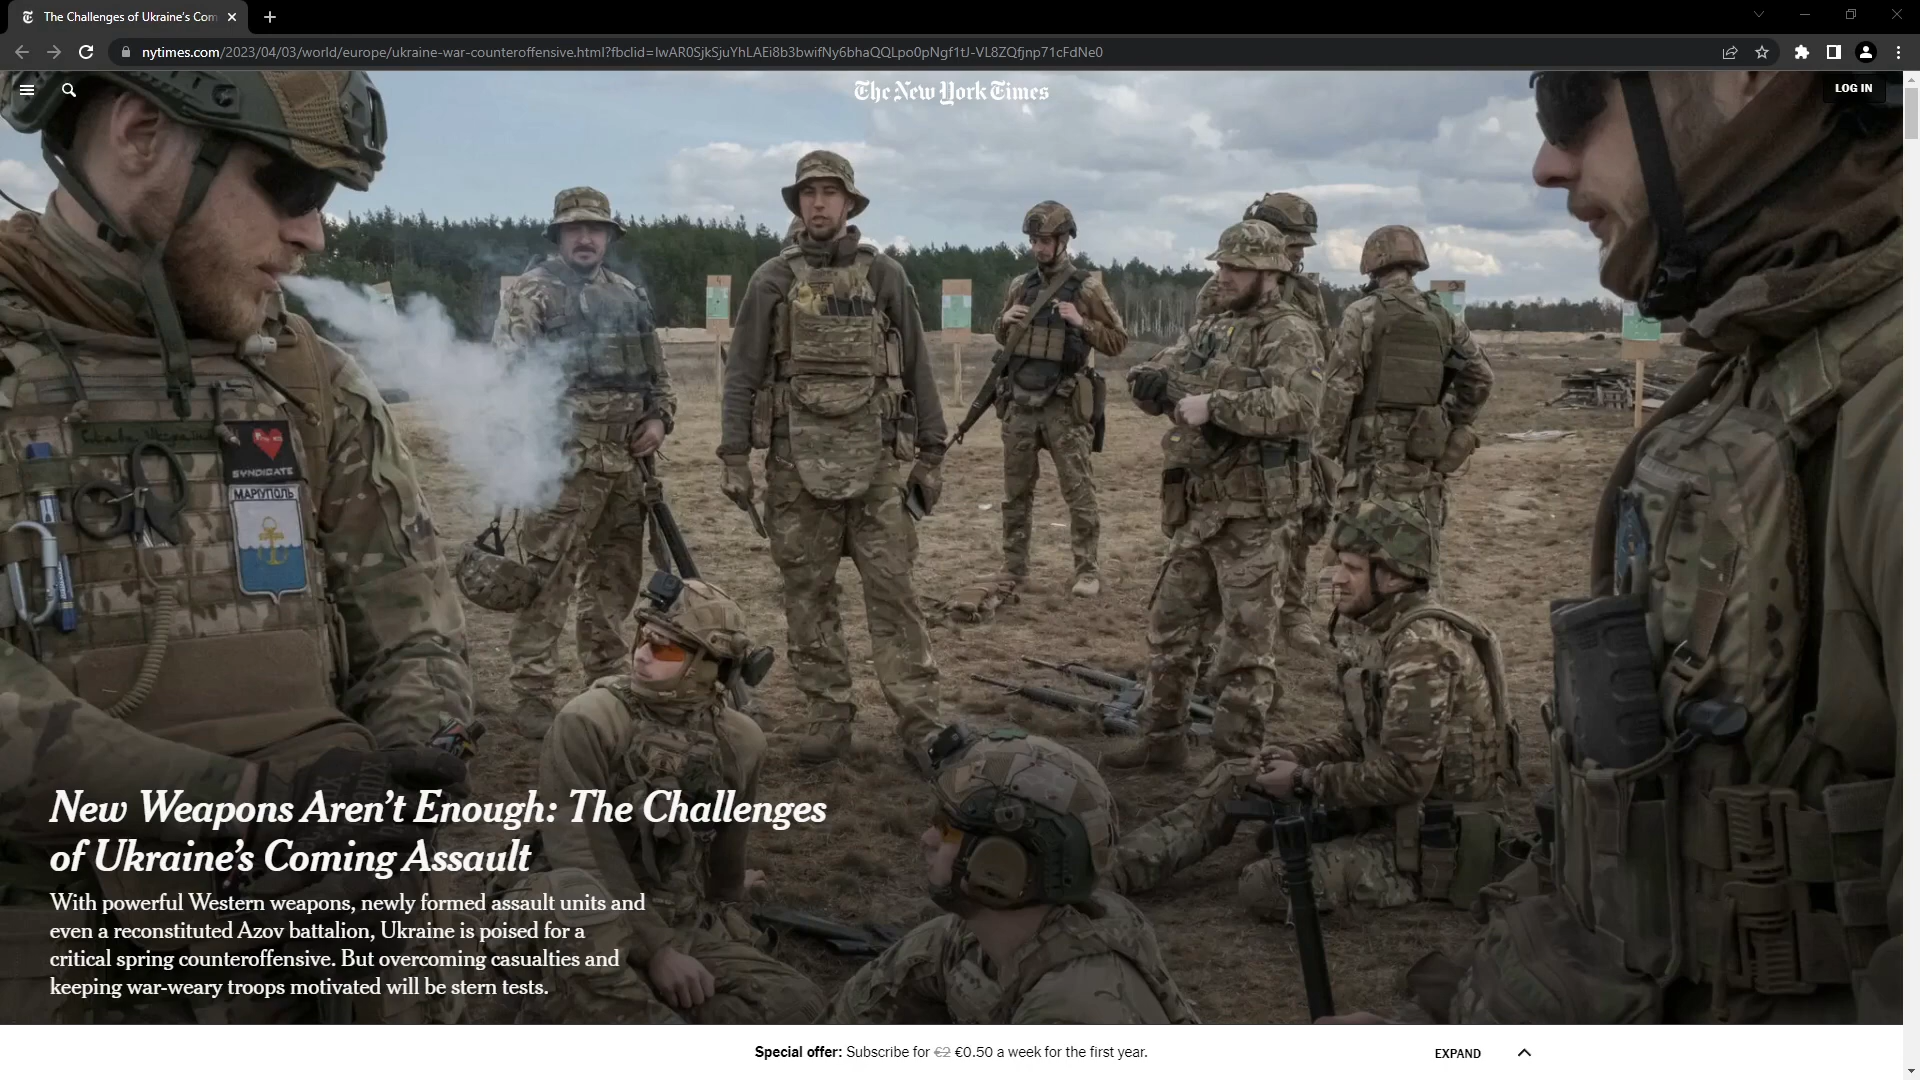 The Challenges of Ukraine's Com
nytimes.com/2023/04/03/world/europe/ukraine-war-counteroffensive.html?fbclid=IwAR0SjkSjuYhLAEi8b3bwifNy6bhaQQLpo0pNgf1tJ-VL8ZQfjnp71cFdNe0
The New York Times
LOG IN
SYNDICATE
МАРІУПОЛЬ
New Weapons Aren't Enough: The Challenges
of Ukraine's Coming Assault
With powerful Western weapons, newly formed assault units and
even a reconstituted Azov battalion, Ukraine is poised for a
critical spring counteroffensive. But overcoming casualties and
keeping war-weary troops motivated will be stern tests.
Special offer: Subscribe for €2 €0.50 a week for the first year.
EXPAND